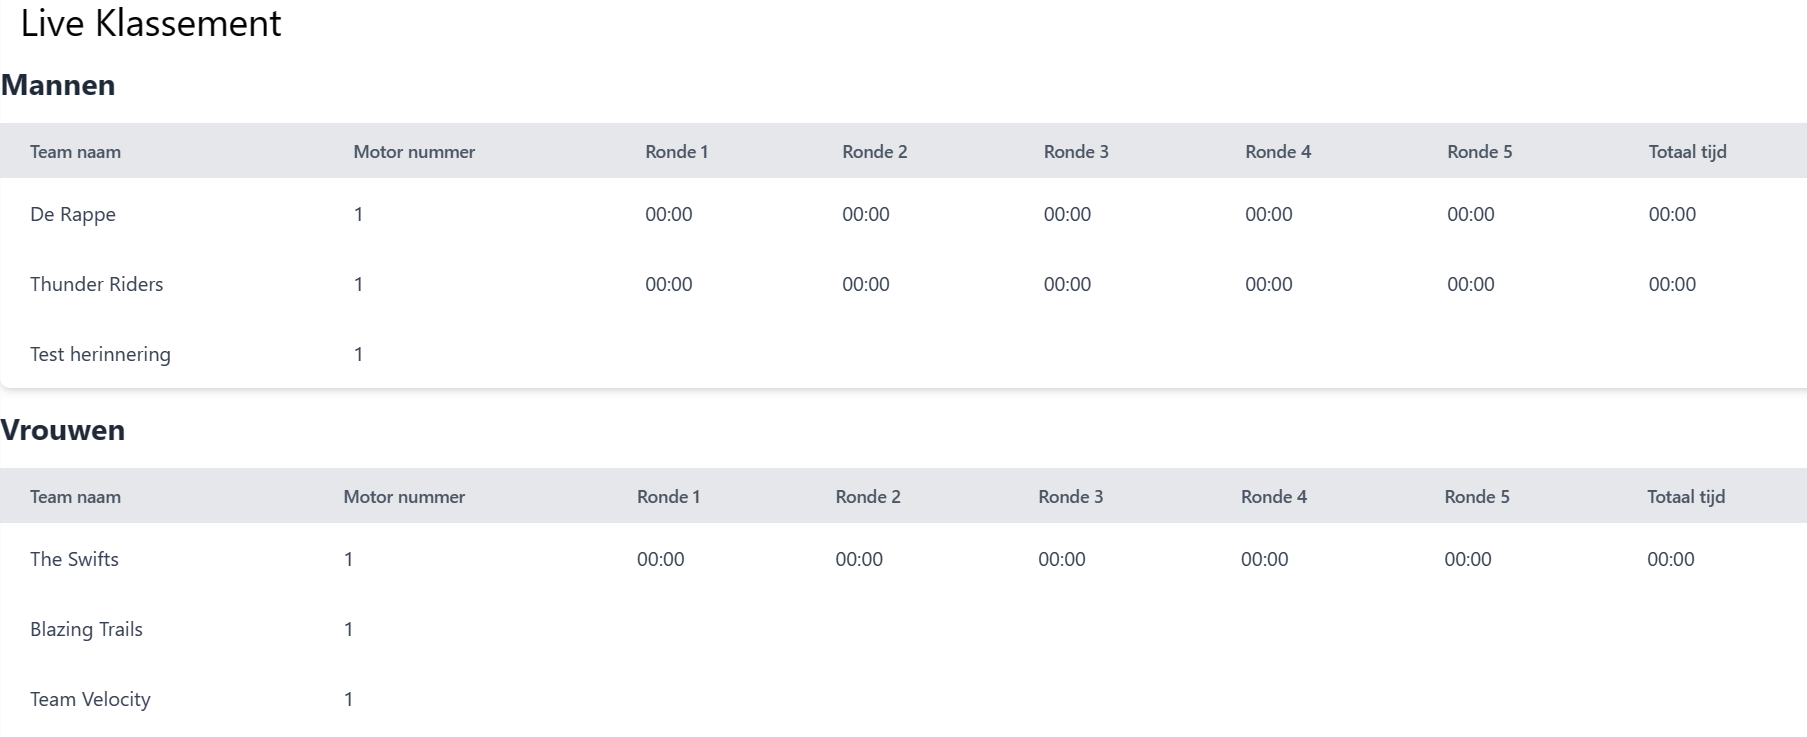 Live Klassement
Mannen
Team naam Motor nummer Ronde 1 Ronde 2 Ronde 3 Ronde 4 Ronde 5 Totaal tijd
De Rappe 1 00:00 00:00 00:00 00:00 00:00 00:00
Thunder Riders 1 00:00 00:00 00:00 00:00 00:00 00:00
Test herinnering 1
Vrouwen
Team naam Motor nummer Ronde 1 Ronde 2 Ronde 3 Ronde 4 Ronde 5 Totaal tijd
The Swifts 1 00:00 00:00 00:00 00:00 00:00 00:00
Blazing Trails 1
Team Velocity 1